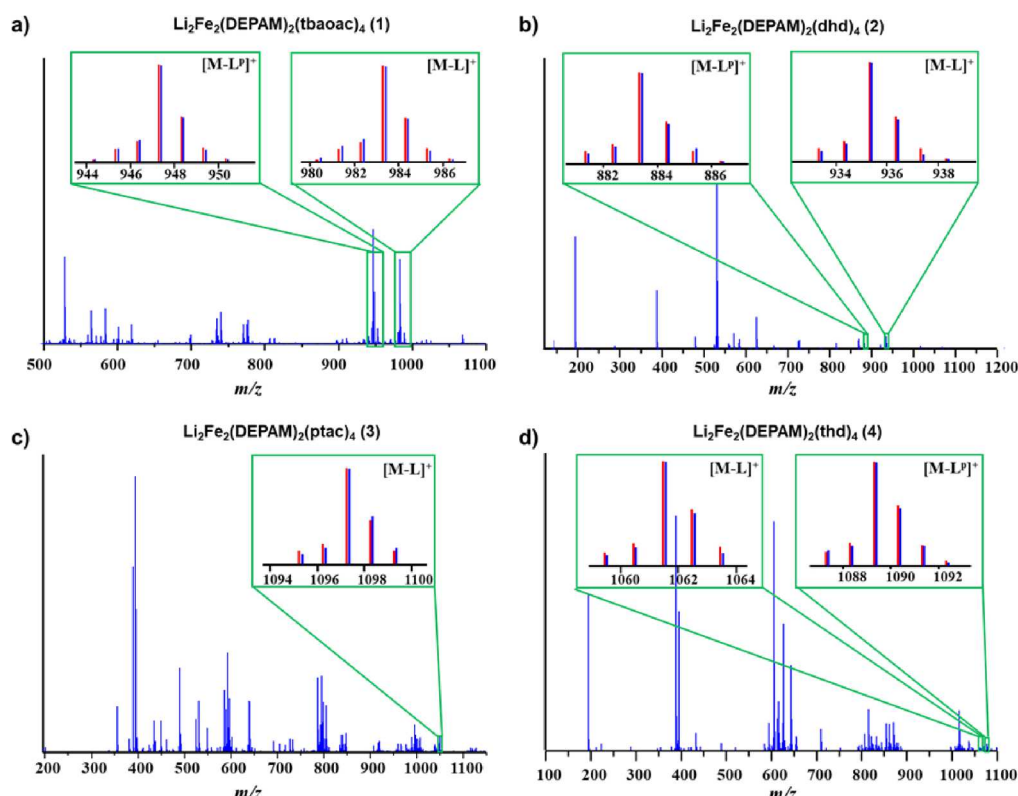 a) Li₂Fe₂(DEPAM)₂(tbaoac)₄ (1)
[M-Lᵖ]⁺
944 946 948 950
[M-L]⁺
980 982 984 986
500 600 700 800 900 1000 1100
m/z
b) Li₂Fe₂(DEPAM)₂(dhd)₄ (2)
[M-Lᵖ]⁺
882 884 886
[M-L]⁺
934 936 938
200 300 400 500 600 700 800 900 1000 1100 1200
m/z
c) Li₂Fe₂(DEPAM)₂(ptac)₄ (3)
[M-L]⁺
1094 1096 1098 1100
200 300 400 500 600 700 800 900 1000 1100
m/z
d) Li₂Fe₂(DEPAM)₂(thd)₄ (4)
[M-L]⁺
1060 1062 1064
[M-Lᵖ]⁺
1088 1090 1092
100 200 300 400 500 600 700 800 900 1000 1100
m/z